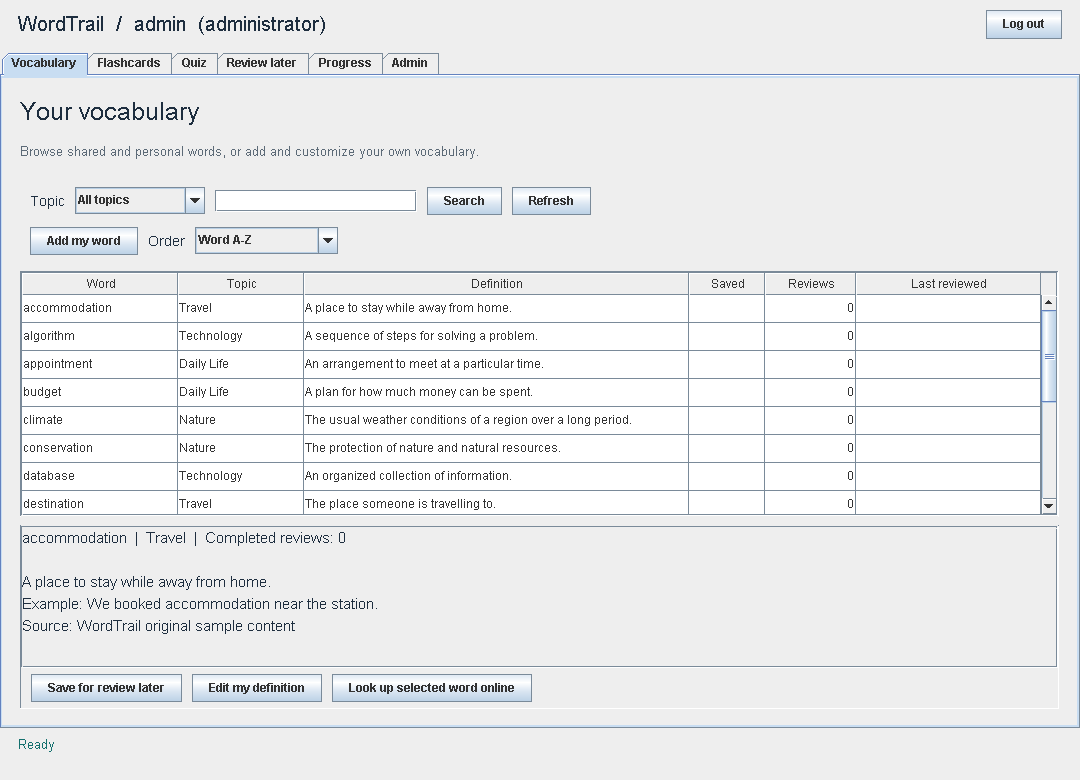 WordTrail / admin (administrator)
Log out
Vocabulary Flashcards Quiz Review later Progress Admin
Your vocabulary
Browse shared and personal words, or add and customize your own vocabulary.
Topic All topics Search Refresh
Add my word Order Word A-Z
Word Topic Definition Saved Reviews Last reviewed
accommodation Travel A place to stay while away from home. 0
algorithm Technology A sequence of steps for solving a problem. 0
appointment Daily Life An arrangement to meet at a particular time. 0
budget Daily Life A plan for how much money can be spent. 0
climate Nature The usual weather conditions of a region over a long period. 0
conservation Nature The protection of nature and natural resources. 0
database Technology An organized collection of information. 0
destination Travel The place someone is travelling to. 0
accommodation | Travel | Completed reviews: 0
A place to stay while away from home.
Example: We booked accommodation near the station.
Source: WordTrail original sample content
Save for review later Edit my definition Look up selected word online
Ready